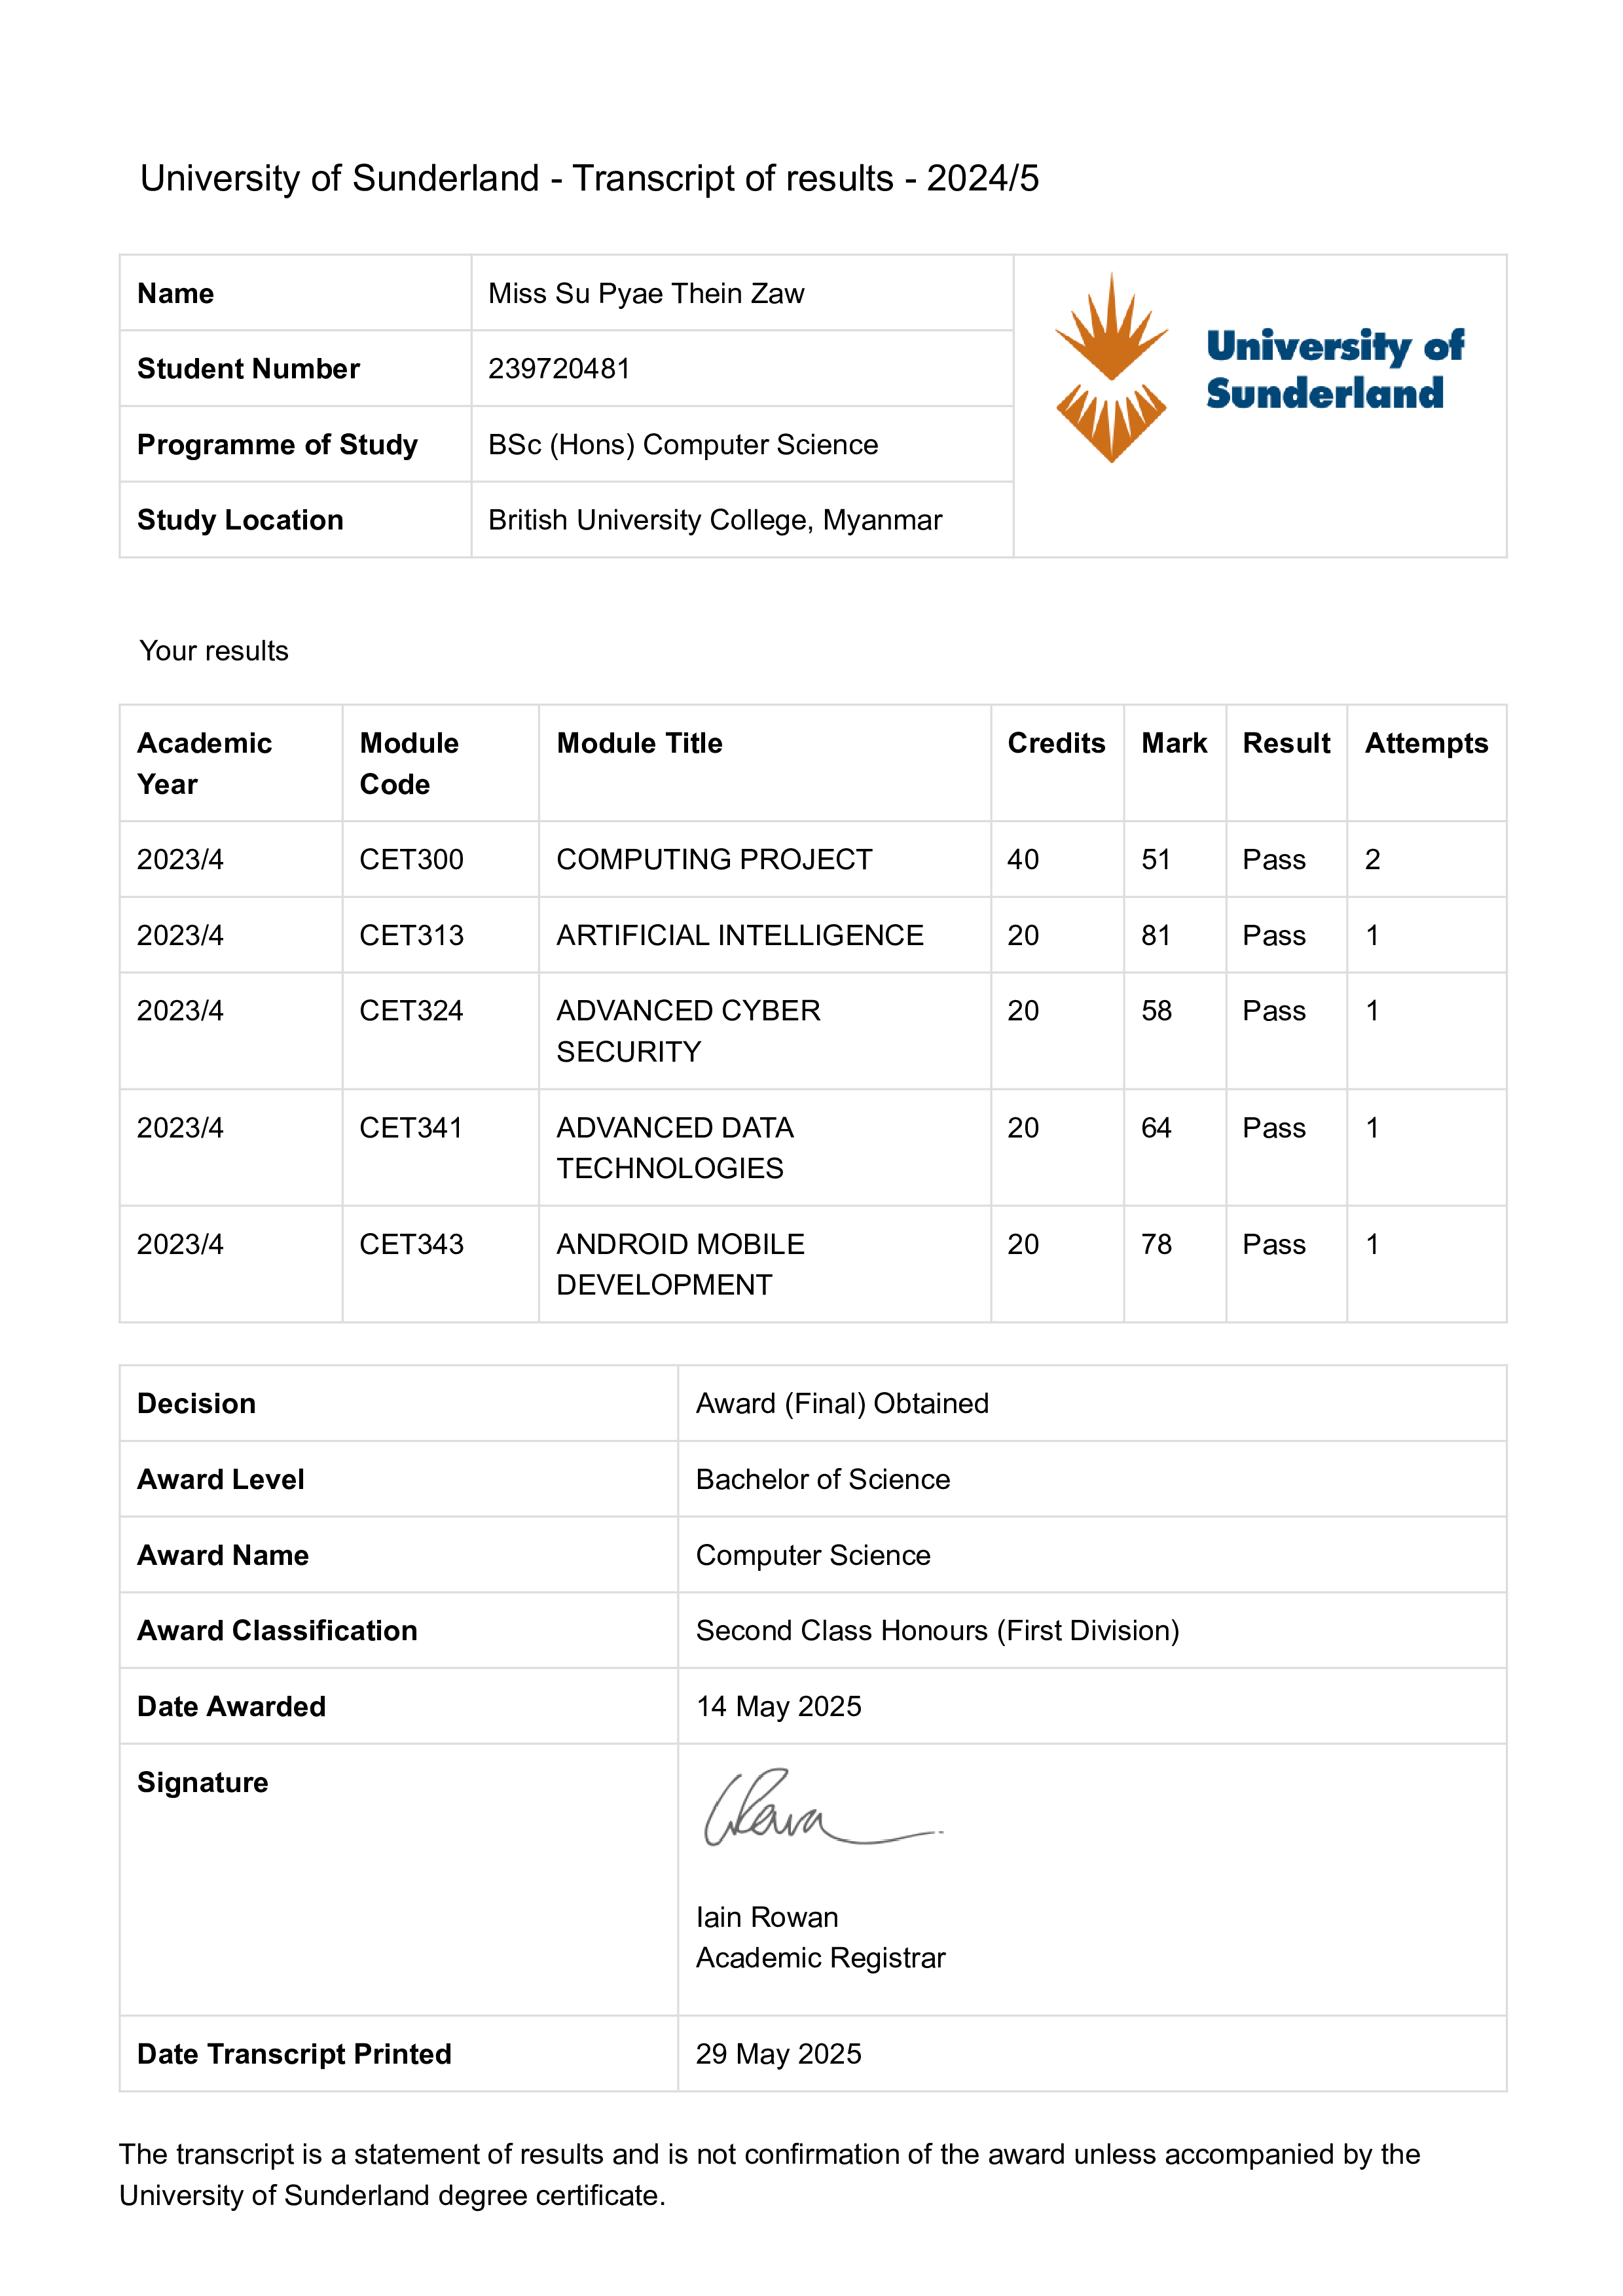 University of Sunderland - Transcript of results - 2024/5
Name Miss Su Pyae Thein Zaw
University of
Sunderland
Student Number 239720481
Programme of Study BSc (Hons) Computer Science
Study Location British University College, Myanmar
Your results
Academic Year Module Code Module Title Credits Mark Result Attempts
2023/4 CET300 COMPUTING PROJECT 40 51 Pass 2
2023/4 CET313 ARTIFICIAL INTELLIGENCE 20 81 Pass 1
2023/4 CET324 ADVANCED CYBER SECURITY 20 58 Pass 1
2023/4 CET341 ADVANCED DATA TECHNOLOGIES 20 64 Pass 1
2023/4 CET343 ANDROID MOBILE DEVELOPMENT 20 78 Pass 1
Decision Award (Final) Obtained
Award Level Bachelor of Science
Award Name Computer Science
Award Classification Second Class Honours (First Division)
Date Awarded 14 May 2025
Signature
Iain Rowan
Academic Registrar
Date Transcript Printed 29 May 2025
The transcript is a statement of results and is not confirmation of the award unless accompanied by the
University of Sunderland degree certificate.